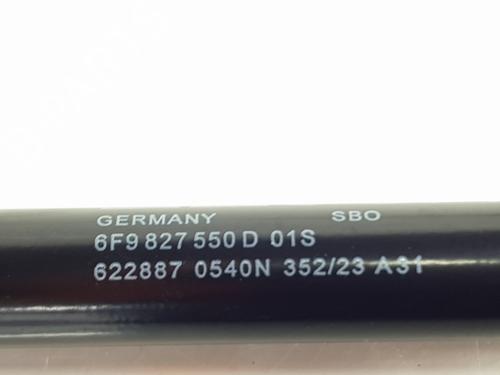 GERMANY SBO
6F9 827 550 D 01S
622887 0540N 352/23 A31